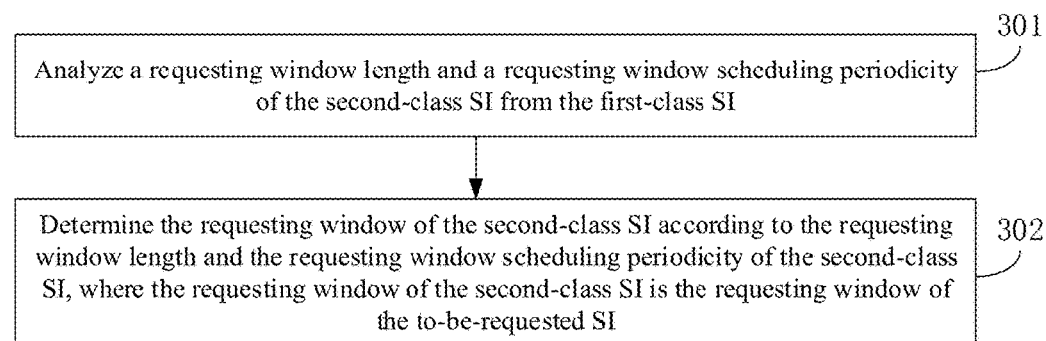 301
Analyze a requesting window length and a requesting window scheduling periodicity
of the second-class SI from the first-class SI
Determine the requesting window of the second-class SI according to the requesting
window length and the requesting window scheduling periodicity of the second-class
SI, where the requesting window of the second-class SI is the requesting window of
the to-be-requested SI
302